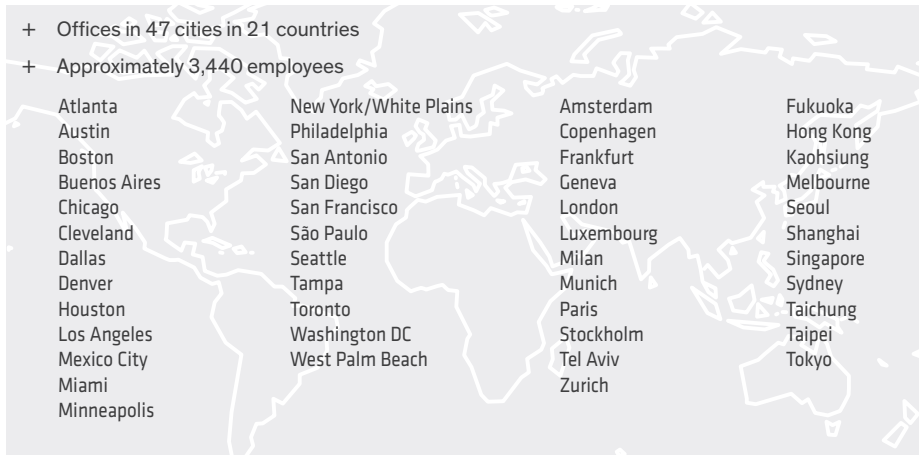 + Offices in 47 cities in 21 countries
+ Approximately 3,440 employees
Atlanta
Austin
Boston
Buenos Aires
Chicago
Cleveland
Dallas
Denver
Houston
Los Angeles
Mexico City
Miami
Minneapolis
New York/White Plains
Philadelphia
San Antonio
San Diego
San Francisco
São Paulo
Seattle
Tampa
Toronto
Washington DC
West Palm Beach
Amsterdam
Copenhagen
Frankfurt
Geneva
London
Luxembourg
Milan
Munich
Paris
Stockholm
Tel Aviv
Zurich
Fukuoka
Hong Kong
Kaohsiung
Melbourne
Seoul
Shanghai
Singapore
Sydney
Taichung
Taipei
Tokyo